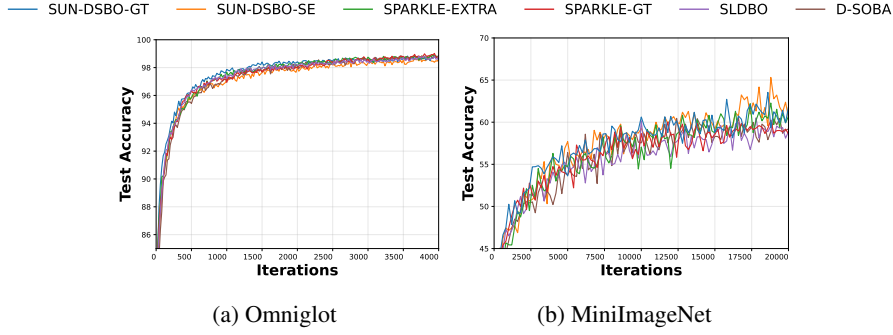 SUN-DSBO-GT SUN-DSBO-SE SPARKLE-EXTRA SPARKLE-GT SLDBO D-SOBA
100
98
96
94
92
90
88
86
Test Accuracy
0 500 1000 1500 2000 2500 3000 3500 4000
Iterations
(a) Omniglot
70
65
60
55
50
45
Test Accuracy
0 2500 5000 7500 10000 12500 15000 17500 20000
Iterations
(b) MiniImageNet